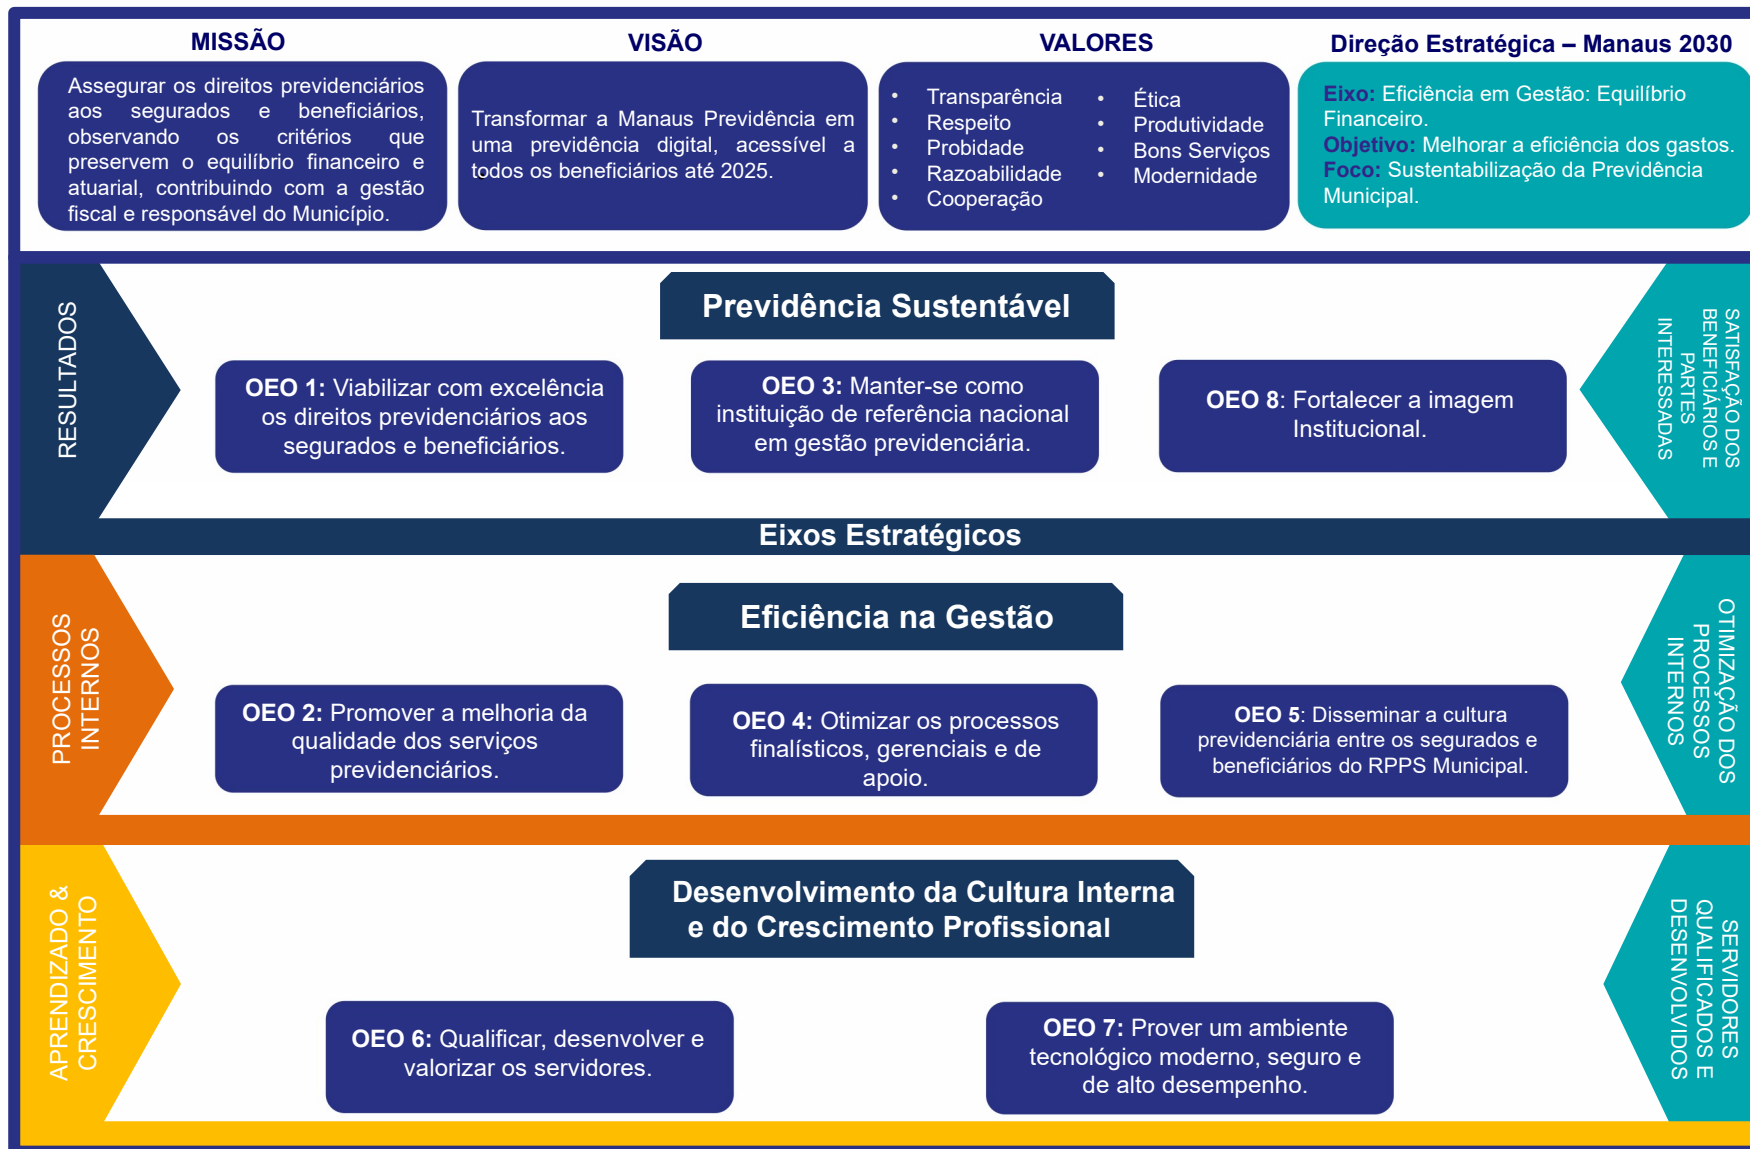 MISSÃO
Assegurar os direitos previdenciários
aos segurados e beneficiários,
observando os critérios que
preservem o equilíbrio financeiro e
atuarial, contribuindo com a gestão
fiscal e responsável do Município.
VISÃO
Transformar a Manaus Previdência em
uma previdência digital, acessível a
todos os beneficiários até 2025.
VALORES
• Transparência
• Respeito
• Probidade
• Razoabilidade
• Cooperação
• Ética
• Produtividade
• Bons Serviços
• Modernidade
Direção Estratégica – Manaus 2030
Eixo: Eficiência em Gestão: Equilíbrio
Financeiro.
Objetivo: Melhorar a eficiência dos gastos.
Foco: Sustentabilização da Previdência
Municipal.
RESULTADOS
Previdência Sustentável
OEO 1: Viabilizar com excelência
os direitos previdenciários aos
segurados e beneficiários.
OEO 3: Manter-se como
instituição de referência nacional
em gestão previdenciária.
OEO 8: Fortalecer a imagem
Institucional.
SATISFAÇÃO DOS
BENEFICIÁRIOS E
PARTES
INTERESSADAS
Eixos Estratégicos
PROCESSOS
INTERNOS
Eficiência na Gestão
OEO 2: Promover a melhoria da
qualidade dos serviços
previdenciários.
OEO 4: Otimizar os processos
finalísticos, gerenciais e de
apoio.
OEO 5: Disseminar a cultura
previdenciária entre os segurados e
beneficiários do RPPS Municipal.
OTIMIZAÇÃO DOS
PROCESSOS
INTERNOS
APRENDIZADO &
CRESCIMENTO
Desenvolvimento da Cultura Interna
e do Crescimento Profissional
OEO 6: Qualificar, desenvolver e
valorizar os servidores.
OEO 7: Prover um ambiente
tecnológico moderno, seguro e
de alto desempenho.
SERVIDORES
QUALIFICADOS E
DESENVOLVIDOS